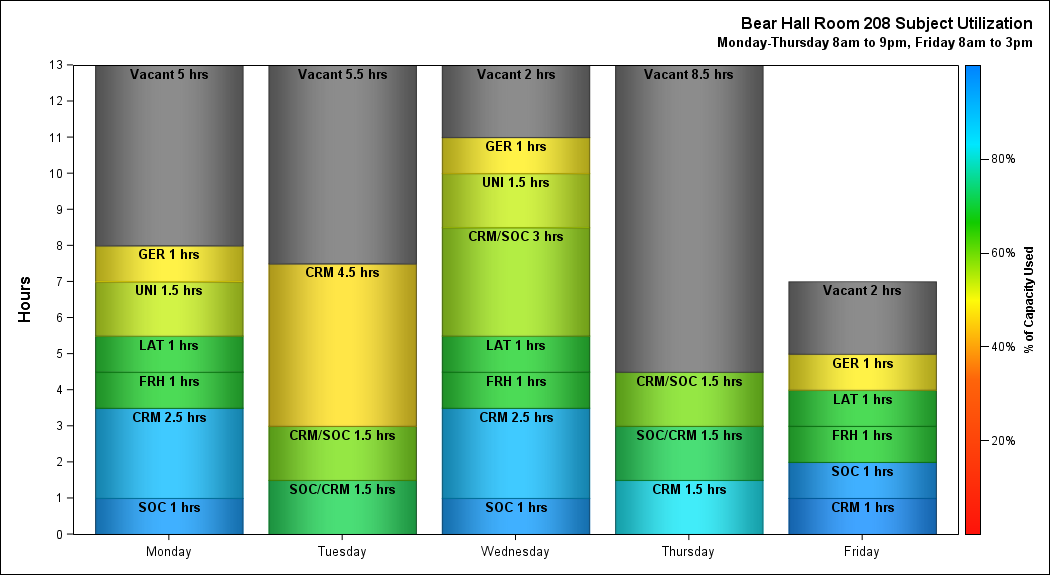 Bear Hall Room 208 Subject Utilization
Monday-Thursday 8am to 9pm, Friday 8am to 3pm
Hours
13
12
11
10
9
8
7
6
5
4
3
2
1
0
Vacant 5 hrs
GER 1 hrs
UNI 1.5 hrs
LAT 1 hrs
FRH 1 hrs
CRM 2.5 hrs
SOC 1 hrs
Monday
Vacant 5.5 hrs
CRM 4.5 hrs
CRM/SOC 1.5 hrs
SOC/CRM 1.5 hrs
Tuesday
Vacant 2 hrs
GER 1 hrs
UNI 1.5 hrs
CRM/SOC 3 hrs
LAT 1 hrs
FRH 1 hrs
CRM 2.5 hrs
SOC 1 hrs
Wednesday
Vacant 8.5 hrs
CRM/SOC 1.5 hrs
SOC/CRM 1.5 hrs
CRM 1.5 hrs
Thursday
Vacant 2 hrs
GER 1 hrs
LAT 1 hrs
FRH 1 hrs
SOC 1 hrs
CRM 1 hrs
Friday
80%
60%
40%
20%
% of Capacity Used